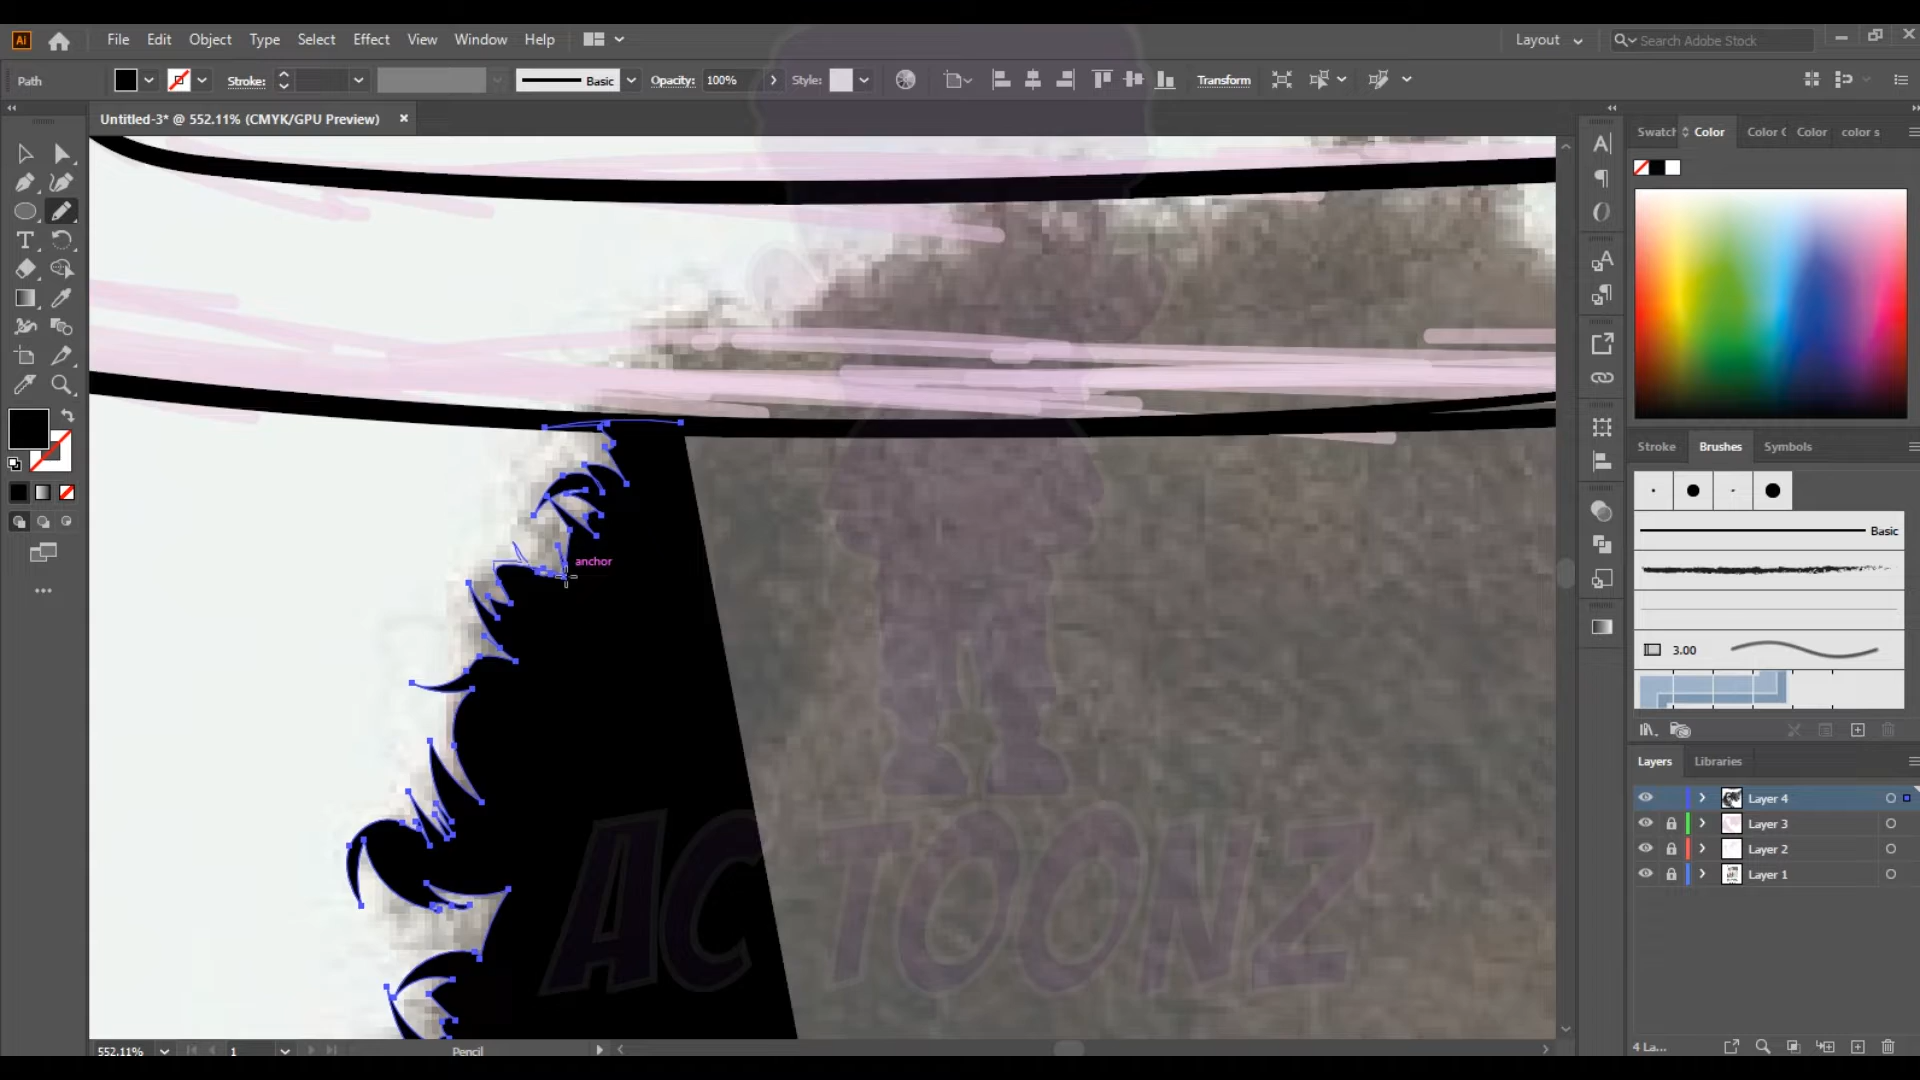 Ai File Edit Object Type Select Effect View Window Help Layout Search Adobe Stock
Path Stroke: Basic Opacity: 100% Style: Transform
Untitled-3* @ 552.11% (CMYK/GPU Preview) ×
Swatch Color Color G Color color s
anchor
Stroke Brushes Symbols
Basic
3.00
Layers Libraries
Layer 4
Layer 3
Layer 2
Layer 1
AC TOONZ
552.11% 1 Pencil 4 La...